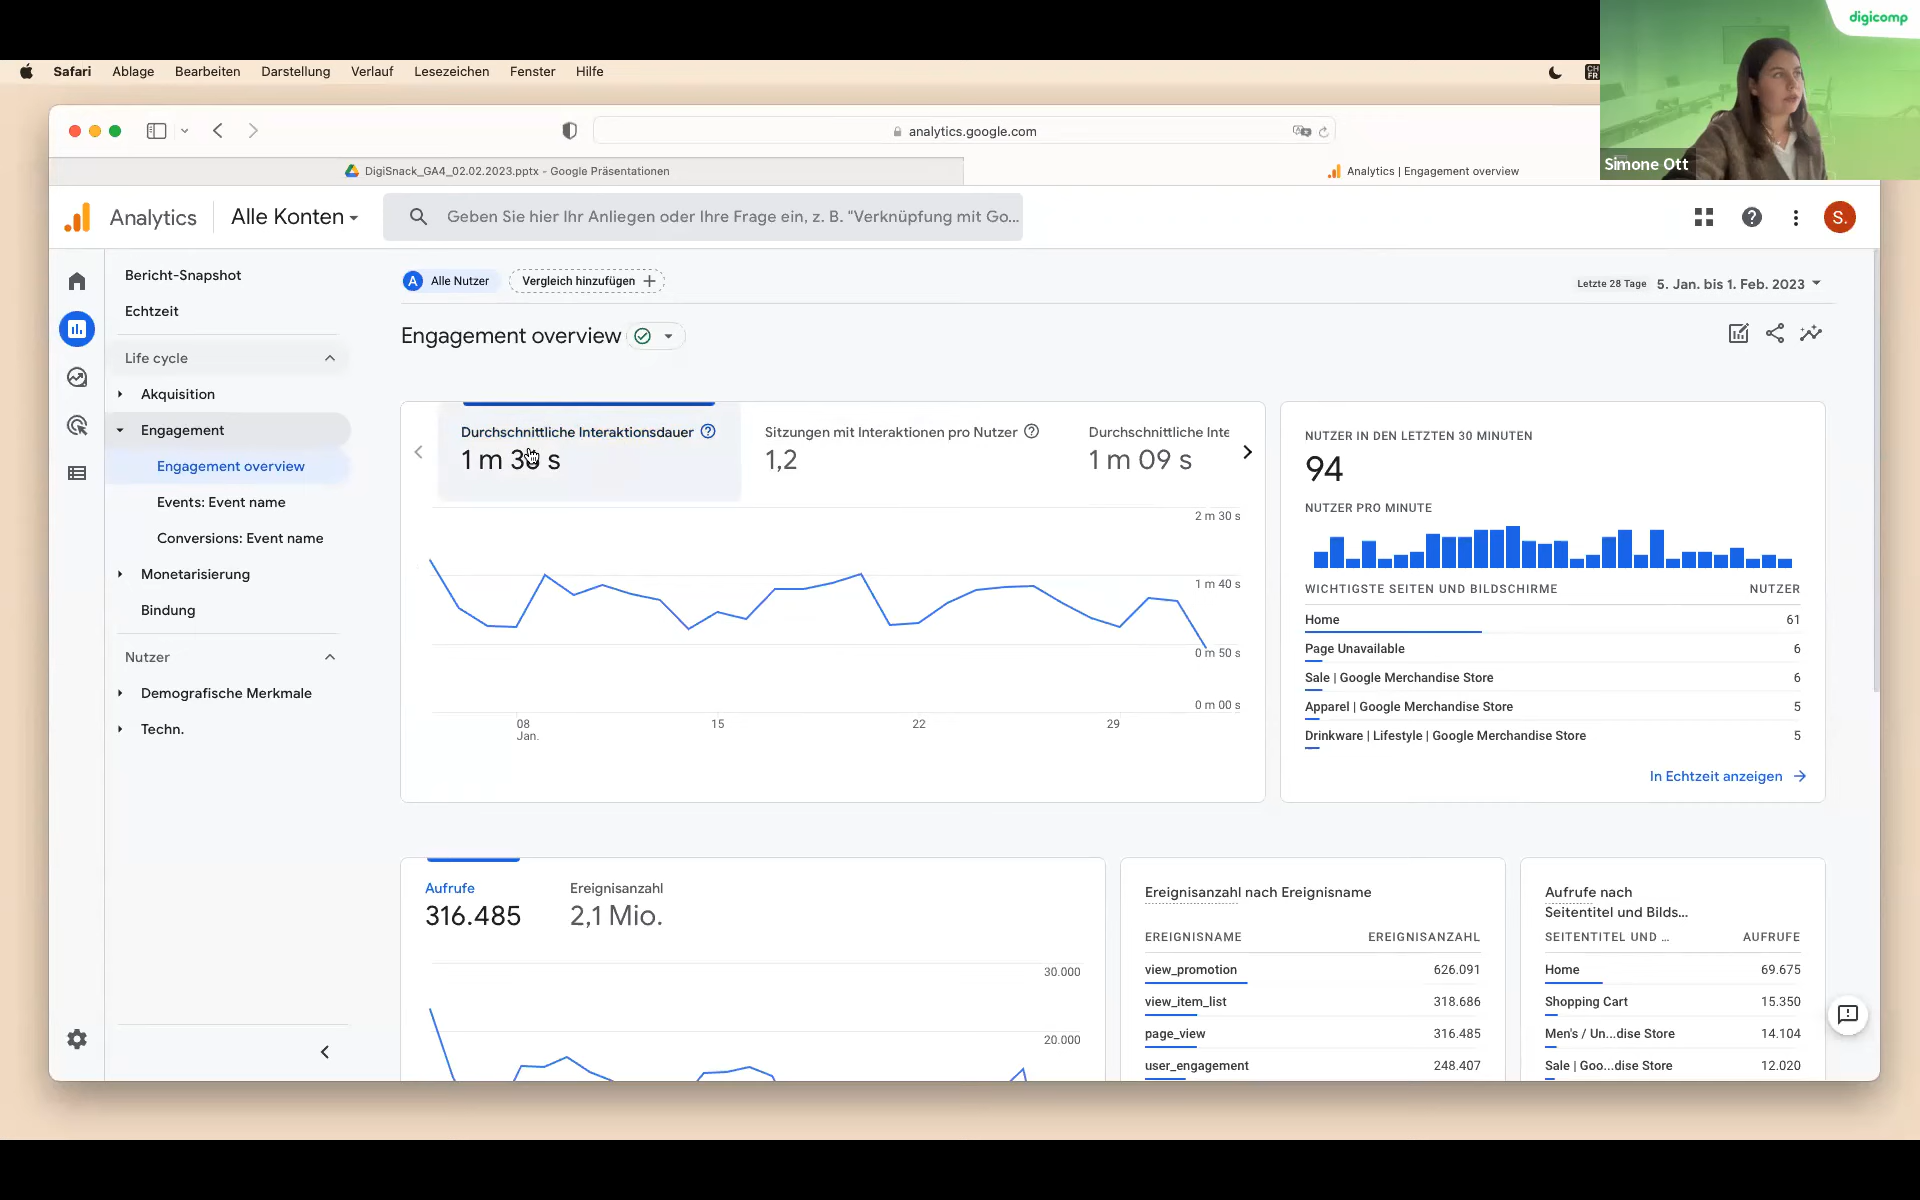 digicomp
Safari Ablage Bearbeiten Darstellung Verlauf Lesezeichen Fenster Hilfe
CH
FR
Simone Ott
analytics.google.com
DigiSnack_GA4_02.02.2023.pptx - Google Präsentationen
Analytics | Engagement overview
Analytics
Alle Konten
Geben Sie hier Ihr Anliegen oder Ihre Frage ein, z. B. "Verknüpfung mit Go...
S.
Bericht-Snapshot
Echtzeit
Life cycle
Akquisition
Engagement
Engagement overview
Events: Event name
Conversions: Event name
Monetarisierung
Bindung
Nutzer
Demografische Merkmale
Techn.
A Alle Nutzer
Vergleich hinzufügen
Letzte 28 Tage 5. Jan. bis 1. Feb. 2023
Engagement overview
Durchschnittliche Interaktionsdauer
1 m s
Sitzungen mit Interaktionen pro Nutzer
1,2
Durchschnittliche Inte
1 m 09 s
2 m 30 s
1 m 40 s
0 m 50 s
0 m 00 s
08
Jan.
15
22
29
NUTZER IN DEN LETZTEN 30 MINUTEN
94
NUTZER PRO MINUTE
WICHTIGSTE SEITEN UND BILDSCHIRME NUTZER
Home 61
Page Unavailable 6
Sale | Google Merchandise Store 6
Apparel | Google Merchandise Store 5
Drinkware | Lifestyle | Google Merchandise Store 5
In Echtzeit anzeigen
Aufrufe
316.485
Ereignisanzahl
2,1 Mio.
30.000
20.000
Ereignisanzahl nach Ereignisname
EREIGNISNAME EREIGNISANZAHL
view_promotion 626.091
view_item_list 318.686
page_view 316.485
user_engagement 248.407
Aufrufe nach
Seitentitel und Bilds...
SEITENTITEL UND ... AUFRUFE
Home 69.675
Shopping Cart 15.350
Men's / Un...dise Store 14.104
Sale | Goo...dise Store 12.020